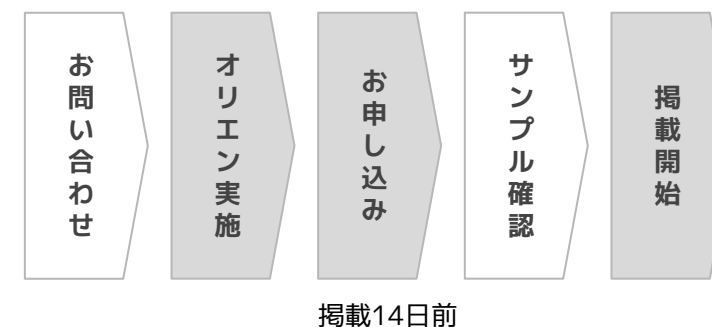 お問い合わせ
オリエン実施
お申し込み
サンプル確認
掲載開始
掲載14日前